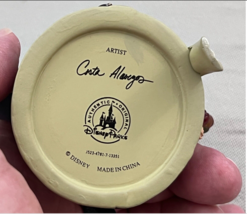 ARTIST
Costa Alavezos
AUTHENTIC • ORIGINAL
Disney Parks
© DISNEY MADE IN CHINA